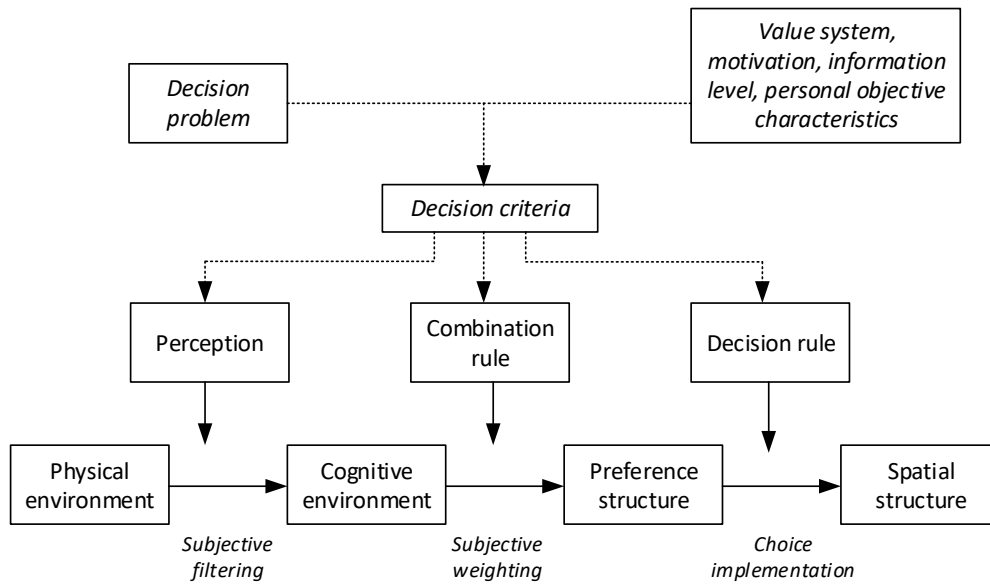 Decision
problem
Value system,
motivation, information
level, personal objective
characteristics
Decision criteria
Perception
Combination
rule
Decision rule
Physical
environment
Cognitive
environment
Preference
structure
Spatial
structure
Subjective
filtering
Subjective
weighting
Choice
implementation